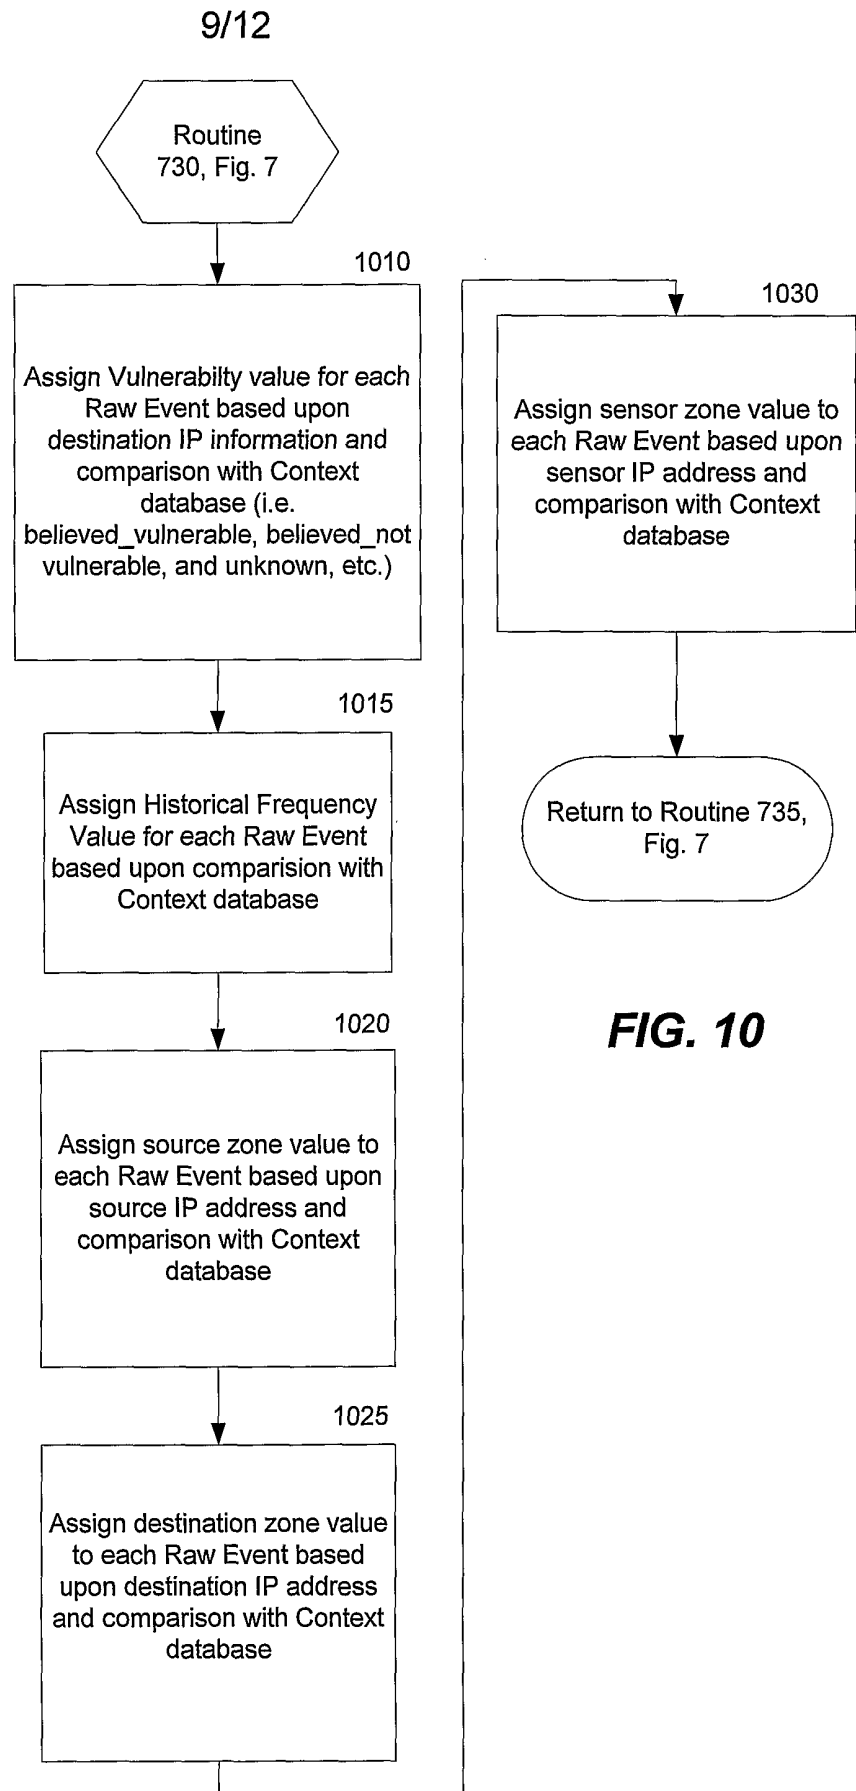 9/12
Routine
730, Fig. 7
1010
Assign Vulnerabilty value for each
Raw Event based upon
destination IP information and
comparison with Context
database (i.e.
believed_vulnerable, believed_not
vulnerable, and unknown, etc.)
1015
Assign Historical Frequency
Value for each Raw Event
based upon comparision with
Context database
1020
Assign source zone value to
each Raw Event based upon
source IP address and
comparison with Context
database
1025
Assign destination zone value
to each Raw Event based
upon destination IP address
and comparison with Context
database
1030
Assign sensor zone value to
each Raw Event based upon
sensor IP address and
comparison with Context
database
Return to Routine 735,
Fig. 7
FIG. 10